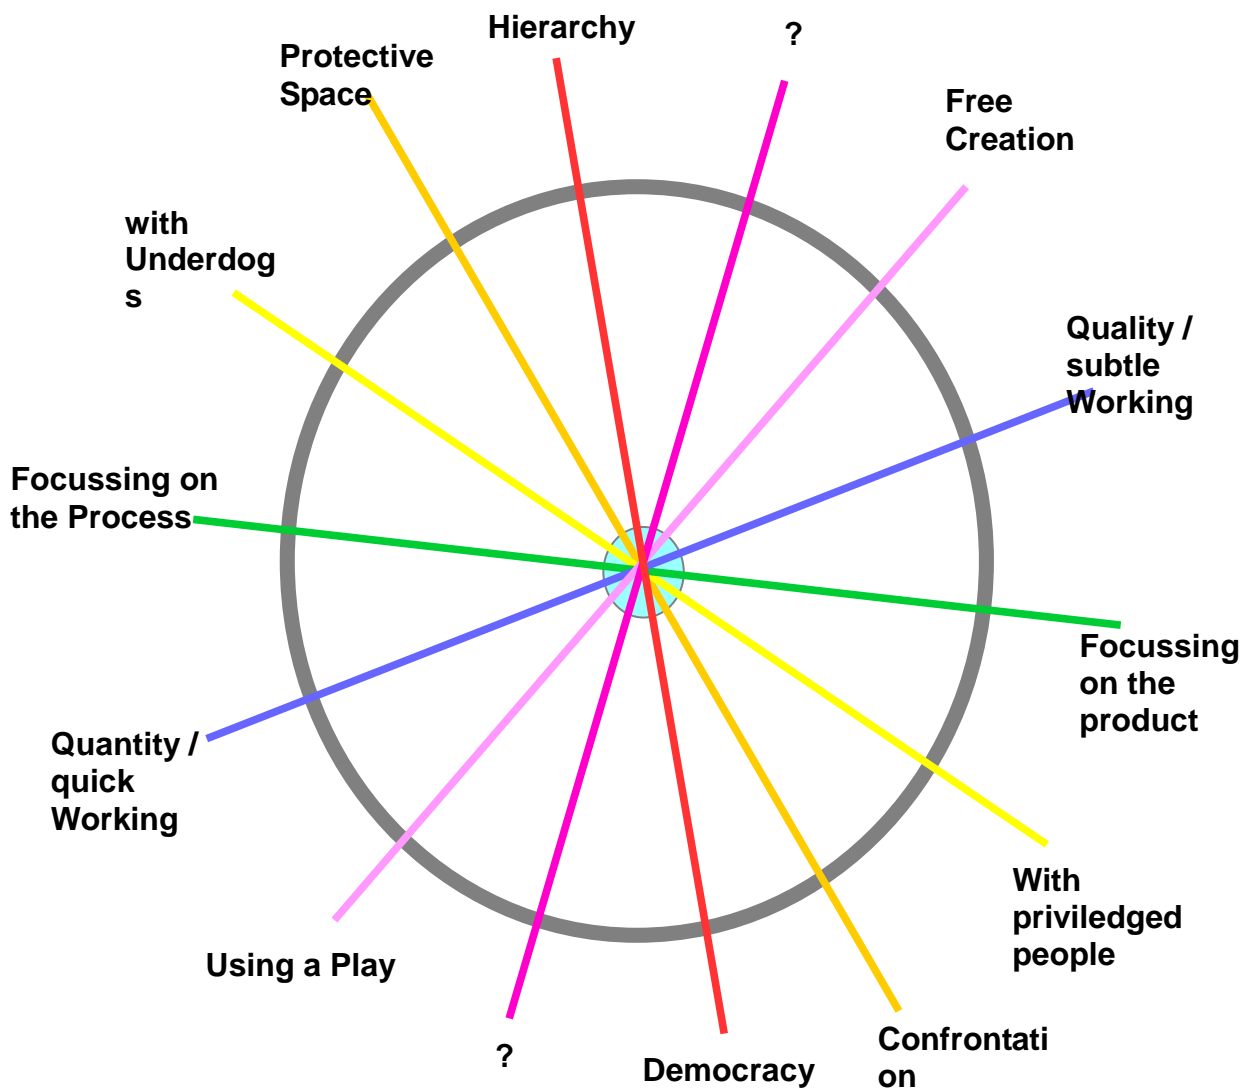 Hierarchy
?
Protective
Space
Free
Creation
with
Underdog
s
Quality /
subtle
Working
Focussing on
the Process
Focussing
on the
product
Quantity /
quick
Working
With
priviledged
people
Using a Play
?
Democracy
Confrontati
on